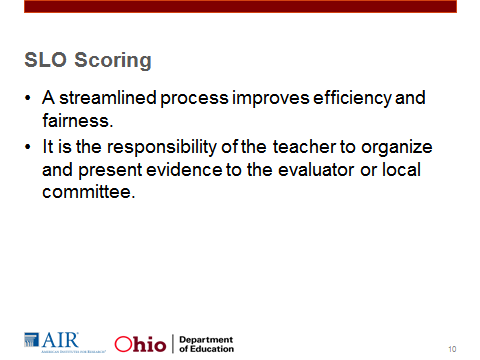 SLO Scoring
• A streamlined process improves efficiency and
fairness.
• It is the responsibility of the teacher to organize
and present evidence to the evaluator or local
committee.
AIR
AMERICAN INSTITUTES FOR RESEARCH
Ohio
Department
of Education
10